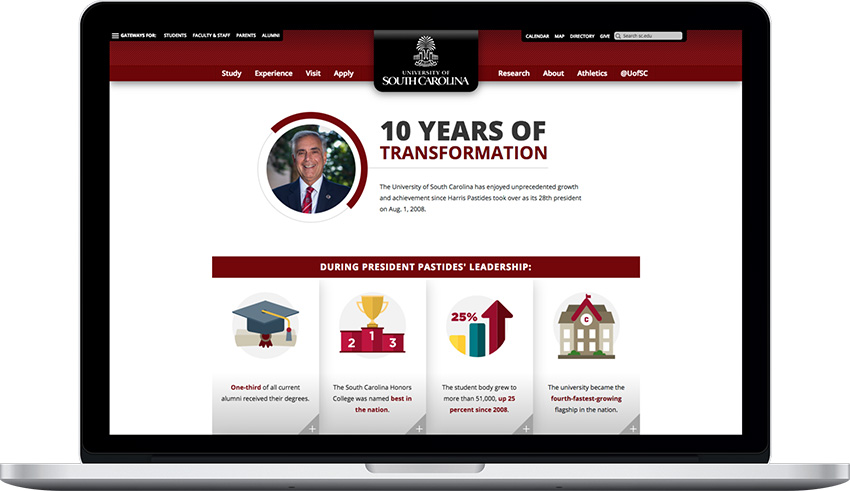 GATEWAYS FOR: STUDENTS FACULTY & STAFF PARENTS ALUMNI
CALENDAR MAP DIRECTORY GIVE Search sc.edu
Study Experience Visit Apply
UNIVERSITY OF
SOUTH CAROLINA
Research About Athletics @UofSC
10 YEARS OF
TRANSFORMATION
The University of South Carolina has enjoyed unprecedented growth
and achievement since Harris Pastides took over as its 28th president
on Aug. 1, 2008.
DURING PRESIDENT PASTIDES' LEADERSHIP:
One-third of all current
alumni received their degrees.
2 1 3
The South Carolina Honors
College was named best in
the nation.
25%
The student body grew to
more than 51,000, up 25
percent since 2008.
C
The university became the
fourth-fastest-growing
flagship in the nation.